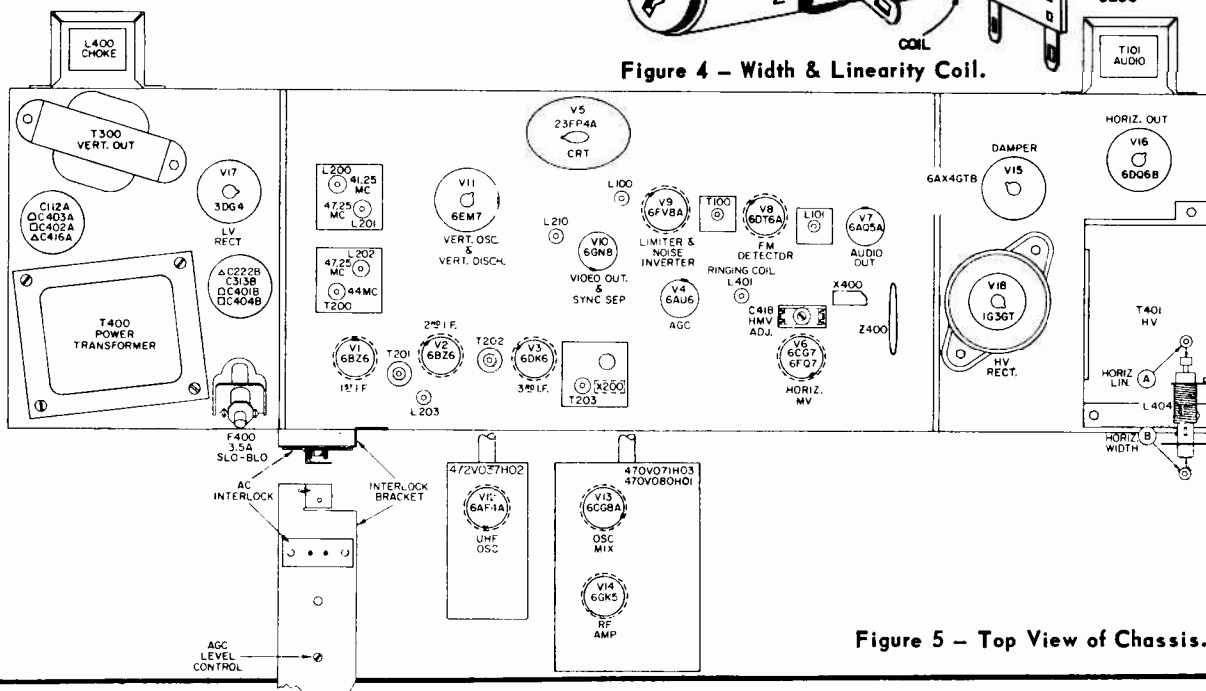 COIL
Figure 4 – Width & Linearity Coil.
L400
CHOKE
T101
AUDIO
T300
VERT. OUT
V17
3DG4
LV
RECT
C112A
C403A
C402A
△C416A
△C222B
C313B
C401B
□C404B
T400
POWER
TRANSFORMER
F400
3.5A
SLO-BLO
L200
41.25
MC
47.25
MC
L201
L202
47.25
MC
44MC
T200
V11
6EM7
VERT. OSC.
&
VERT. DISCH.
V5
23FP4A
CRT
L210
V10
6GN8
VIDEO OUT.
&
SYNC SEP
L100
V9
6FV8A
LIMITER &
NOISE
INVERTER
T100
V8
6DT6A
FM
DETECTOR
L101
V7
6AQ5A
AUDIO
OUT
V4
6AU6
AGC
RINGING COIL
L401
X400
C418
HMV
ADJ.
Z400
V6
6CG7
6FQ7
HORIZ.
MV
V1
6BZ6
1ST I.F.
T201
L203
2ND I.F.
V2
6BZ6
T202
V3
6DK6
3RD I.F.
X200
T203
DAMPER
V15
6AX4GTB
HORIZ. OUT
V16
6DQ6B
V18
1G3GT
HV
RECT.
T401
HV
HORIZ
LIN.
A
L404
HORIZ.
WIDTH
B
AC
INTERLOCK
INTERLOCK
BRACKET
AGC
LEVEL
CONTROL
472V037H02
V12
6AF4A
UHF
OSC
470V071H03
470V080H01
V13
6CG8A
OSC
MIX
V14
6GK5
RF
AMP
Figure 5 – Top View of Chassis.